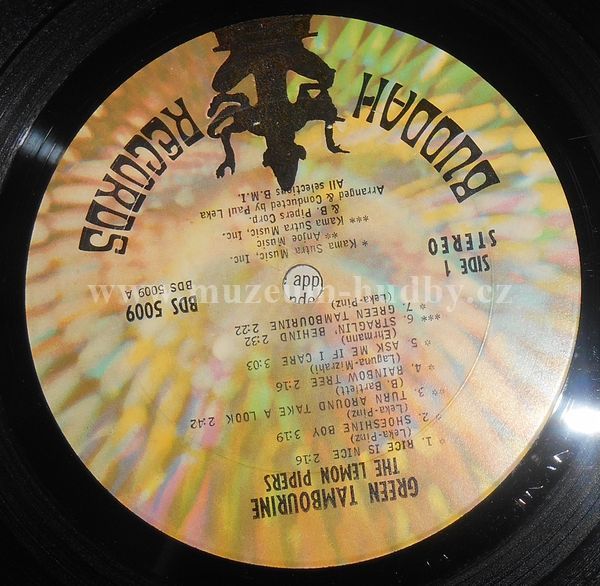 BUDDAH RECORDS
SIDE 1
STEREO
BDS 5009
BDS 5009 A
* Kama Sutra Music, Inc.
** Anjoe Music
*** Kama Sutra Music, Inc.
& B. Pipers Corp.
Arranged & Conducted by Paul Leka
All selections B.M.I.
* 1. RICE IS NICE 2:16
(Leka-Pinz)
* 2. SHOESHINE BOY 3:19
(Leka-Pinz)
** 3. TURN AROUND TAKE A LOOK 2:42
(B. Bartlett)
* 4. RAINBOW TREE 2:16
(Laguna-Mizrahi)
* 5. ASK ME IF I CARE 3:03
(Ehrmann)
*** 6. STRAGLIN' BEHIND 2:32
(Leka-Pinz)
* 7. GREEN TAMBOURINE 2:22
GREEN TAMBOURINE
THE LEMON PIPERS
www.muzeum-hudby.cz